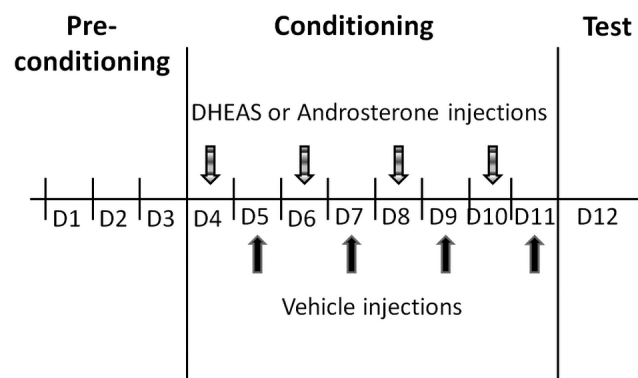 Pre-
conditioning
Conditioning
Test
DHEAS or Androsterone injections
D1 D2 D3 D4 D5 D6 D7 D8 D9 D10 D11 D12
Vehicle injections